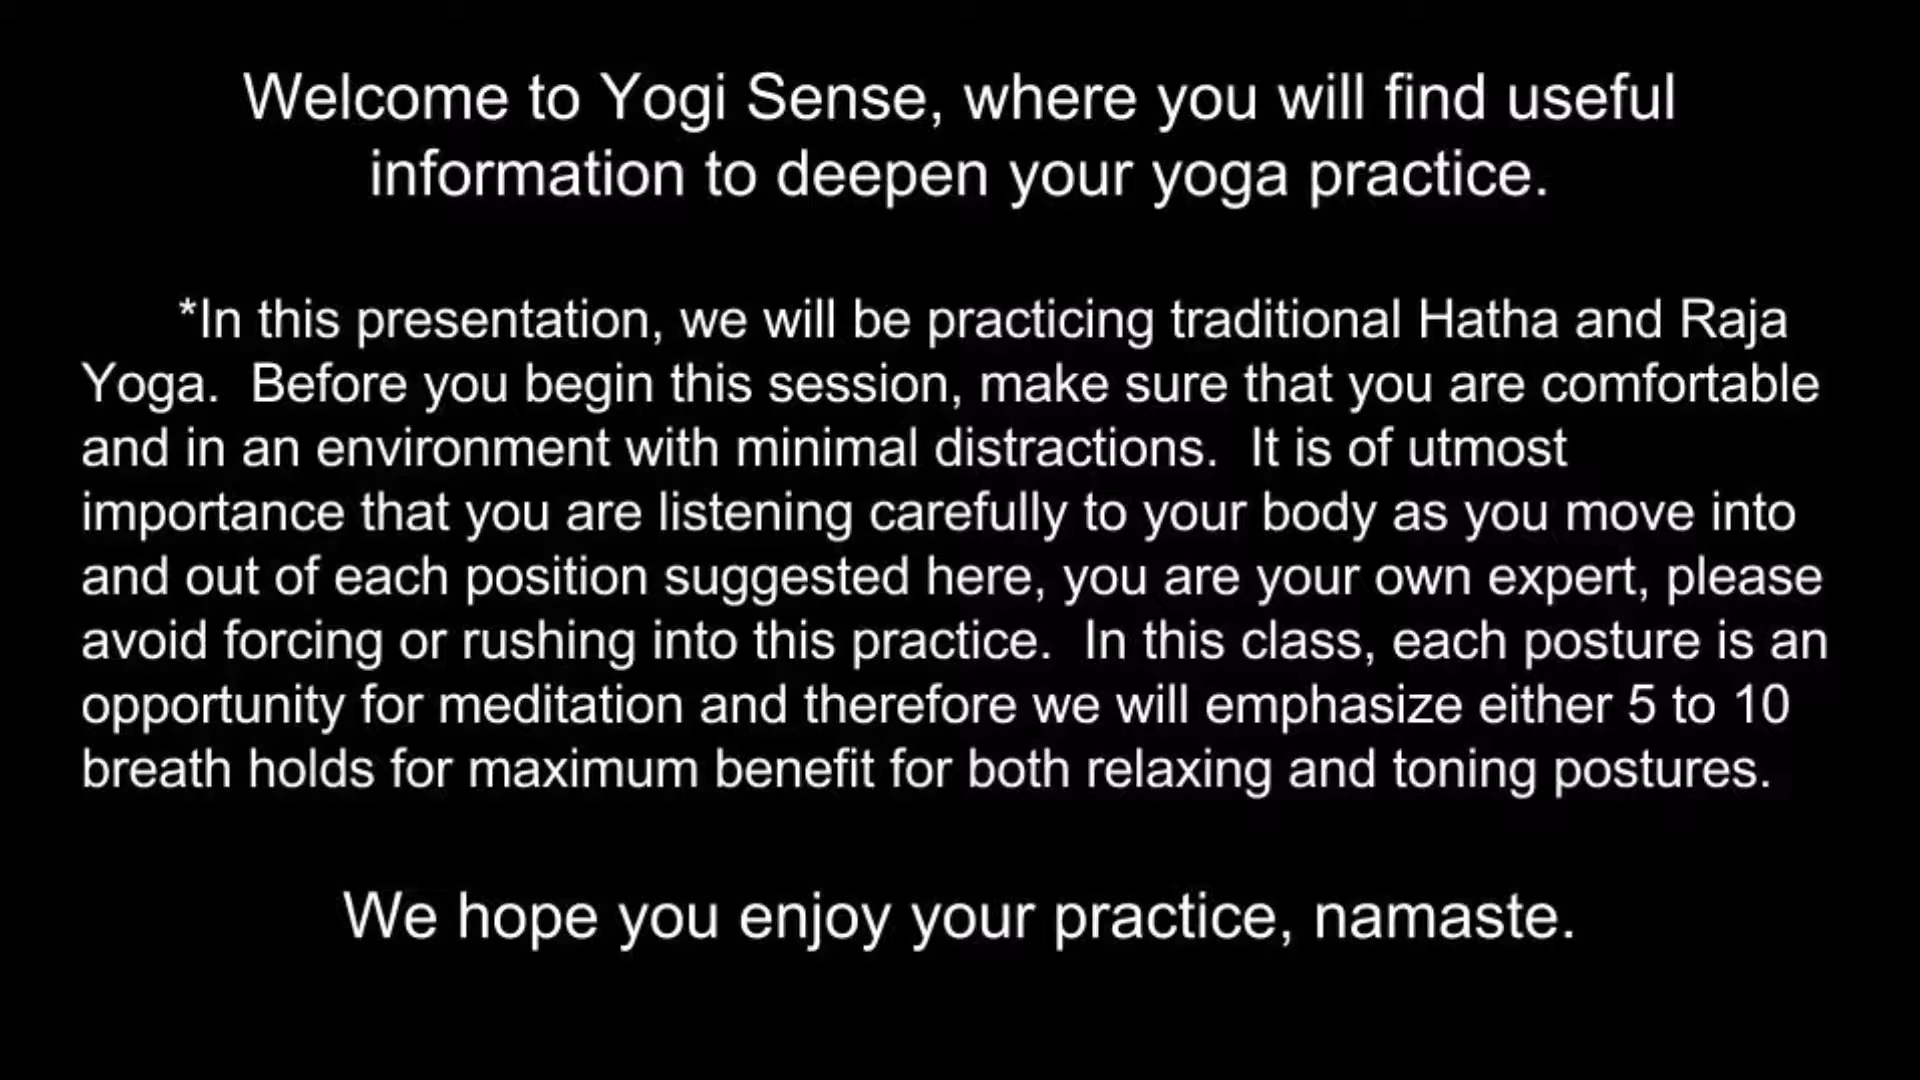 Welcome to Yogi Sense, where you will find useful
information to deepen your yoga practice.
*In this presentation, we will be practicing traditional Hatha and Raja
Yoga.  Before you begin this session, make sure that you are comfortable
and in an environment with minimal distractions.  It is of utmost
importance that you are listening carefully to your body as you move into
and out of each position suggested here, you are your own expert, please
avoid forcing or rushing into this practice.  In this class, each posture is an
opportunity for meditation and therefore we will emphasize either 5 to 10
breath holds for maximum benefit for both relaxing and toning postures.
We hope you enjoy your practice, namaste.